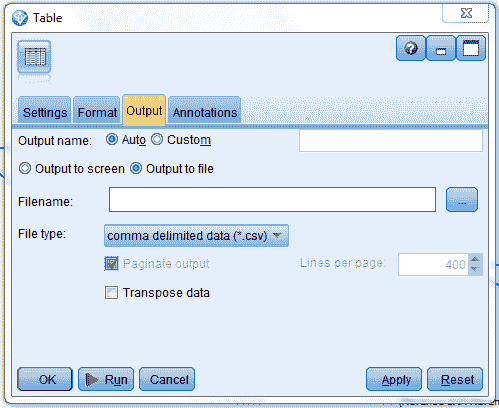 Table
Settings Format Output Annotations
Output name: Auto Custom
Output to screen Output to file
Filename: ...
File type: comma delimited data (*.csv)
Paginate output Lines per page: 400
Transpose data
OK Run Cancel Apply Reset